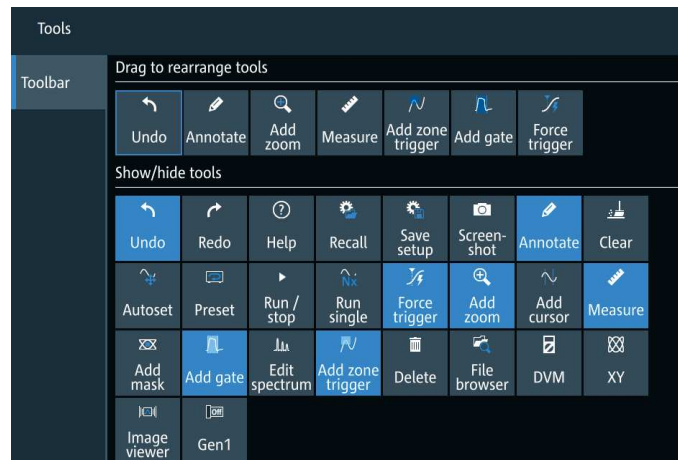 Tools
Toolbar
Drag to rearrange tools
Undo
Annotate
Add
zoom
Measure
Add zone
trigger
Add gate
Force
trigger
Show/hide tools
Undo
Redo
?
Help
Recall
Save
setup
Screen-
shot
Annotate
Clear
Autoset
Preset
Run /
stop
Nx
Run
single
Force
trigger
Add
zoom
Add
cursor
Measure
Add
mask
Add gate
Edit
spectrum
Add zone
trigger
Delete
File
browser
DVM
XY
Image
viewer
Off
Gen1